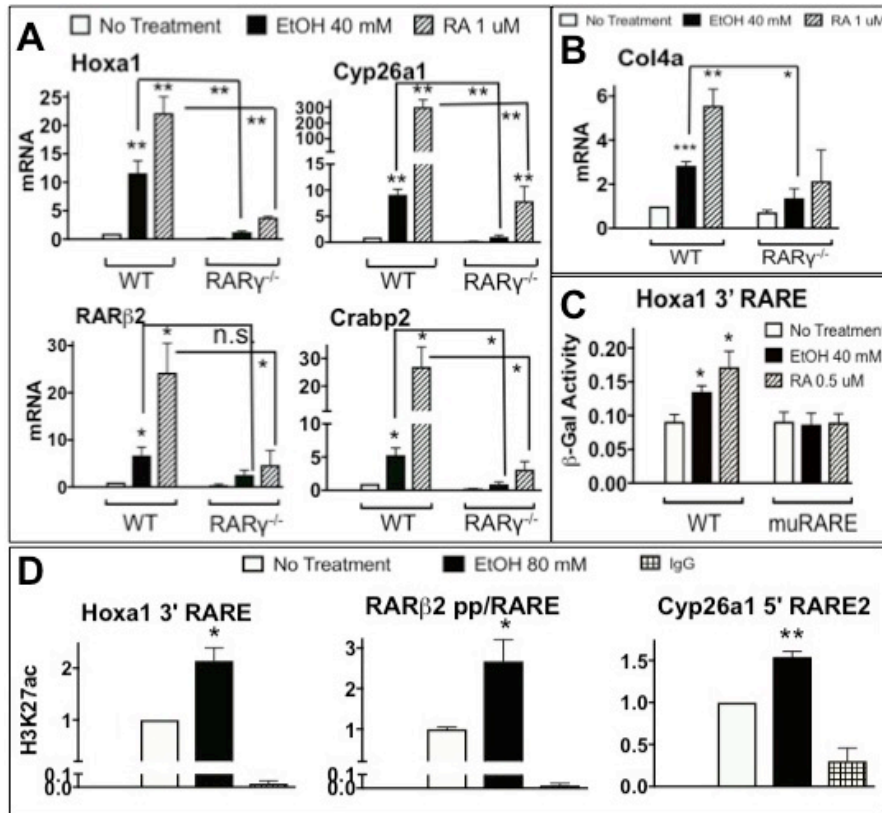 A
No Treatment EtOH 40 mM RA 1 uM
Hoxa1
mRNA
25
20
15
10
5
0
** ** ** **
WT RARγ-/-
Cyp26a1
300
200
100
10
5
0
** ** ** ** **
WT RARγ-/-
RARβ2
mRNA
30
20
10
0
* * n.s. *
WT RARγ-/-
Crabp2
30
20
10
5
0
* * * *
WT RARγ-/-
B
No Treatment EtOH 40 mM RA 1 uM
Col4a
mRNA
6
4
2
0
*** ** *
WT RARγ-/-
C
Hoxa1 3' RARE
No Treatment
EtOH 40 mM
RA 0.5 uM
β-Gal Activity
0.20
0.15
0.10
0.05
0.00
* *
WT muRARE
D
No Treatment EtOH 80 mM IgG
Hoxa1 3' RARE
H3K27ac
2
1
0.1
0.0
*
RARβ2 pp/RARE
3
2
1
0.1
0.0
*
Cyp26a1 5' RARE2
1.5
1.0
0.5
0.0
**